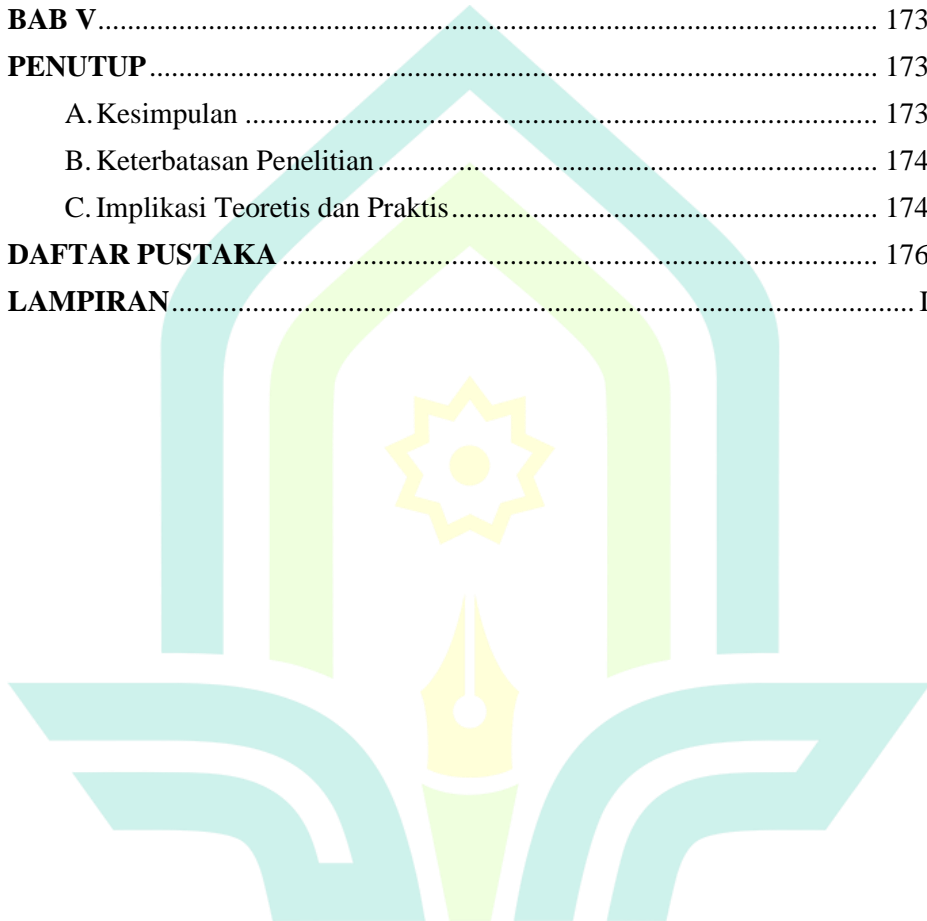 BAB V............................................................................................................ 173
PENUTUP..................................................................................................... 173
A. Kesimpulan ........................................................................................ 173
B. Keterbatasan Penelitian...................................................................... 174
C. Implikasi Teoretis dan Praktis............................................................ 174
DAFTAR PUSTAKA .................................................................................. 176
LAMPIRAN..................................................................................................... I